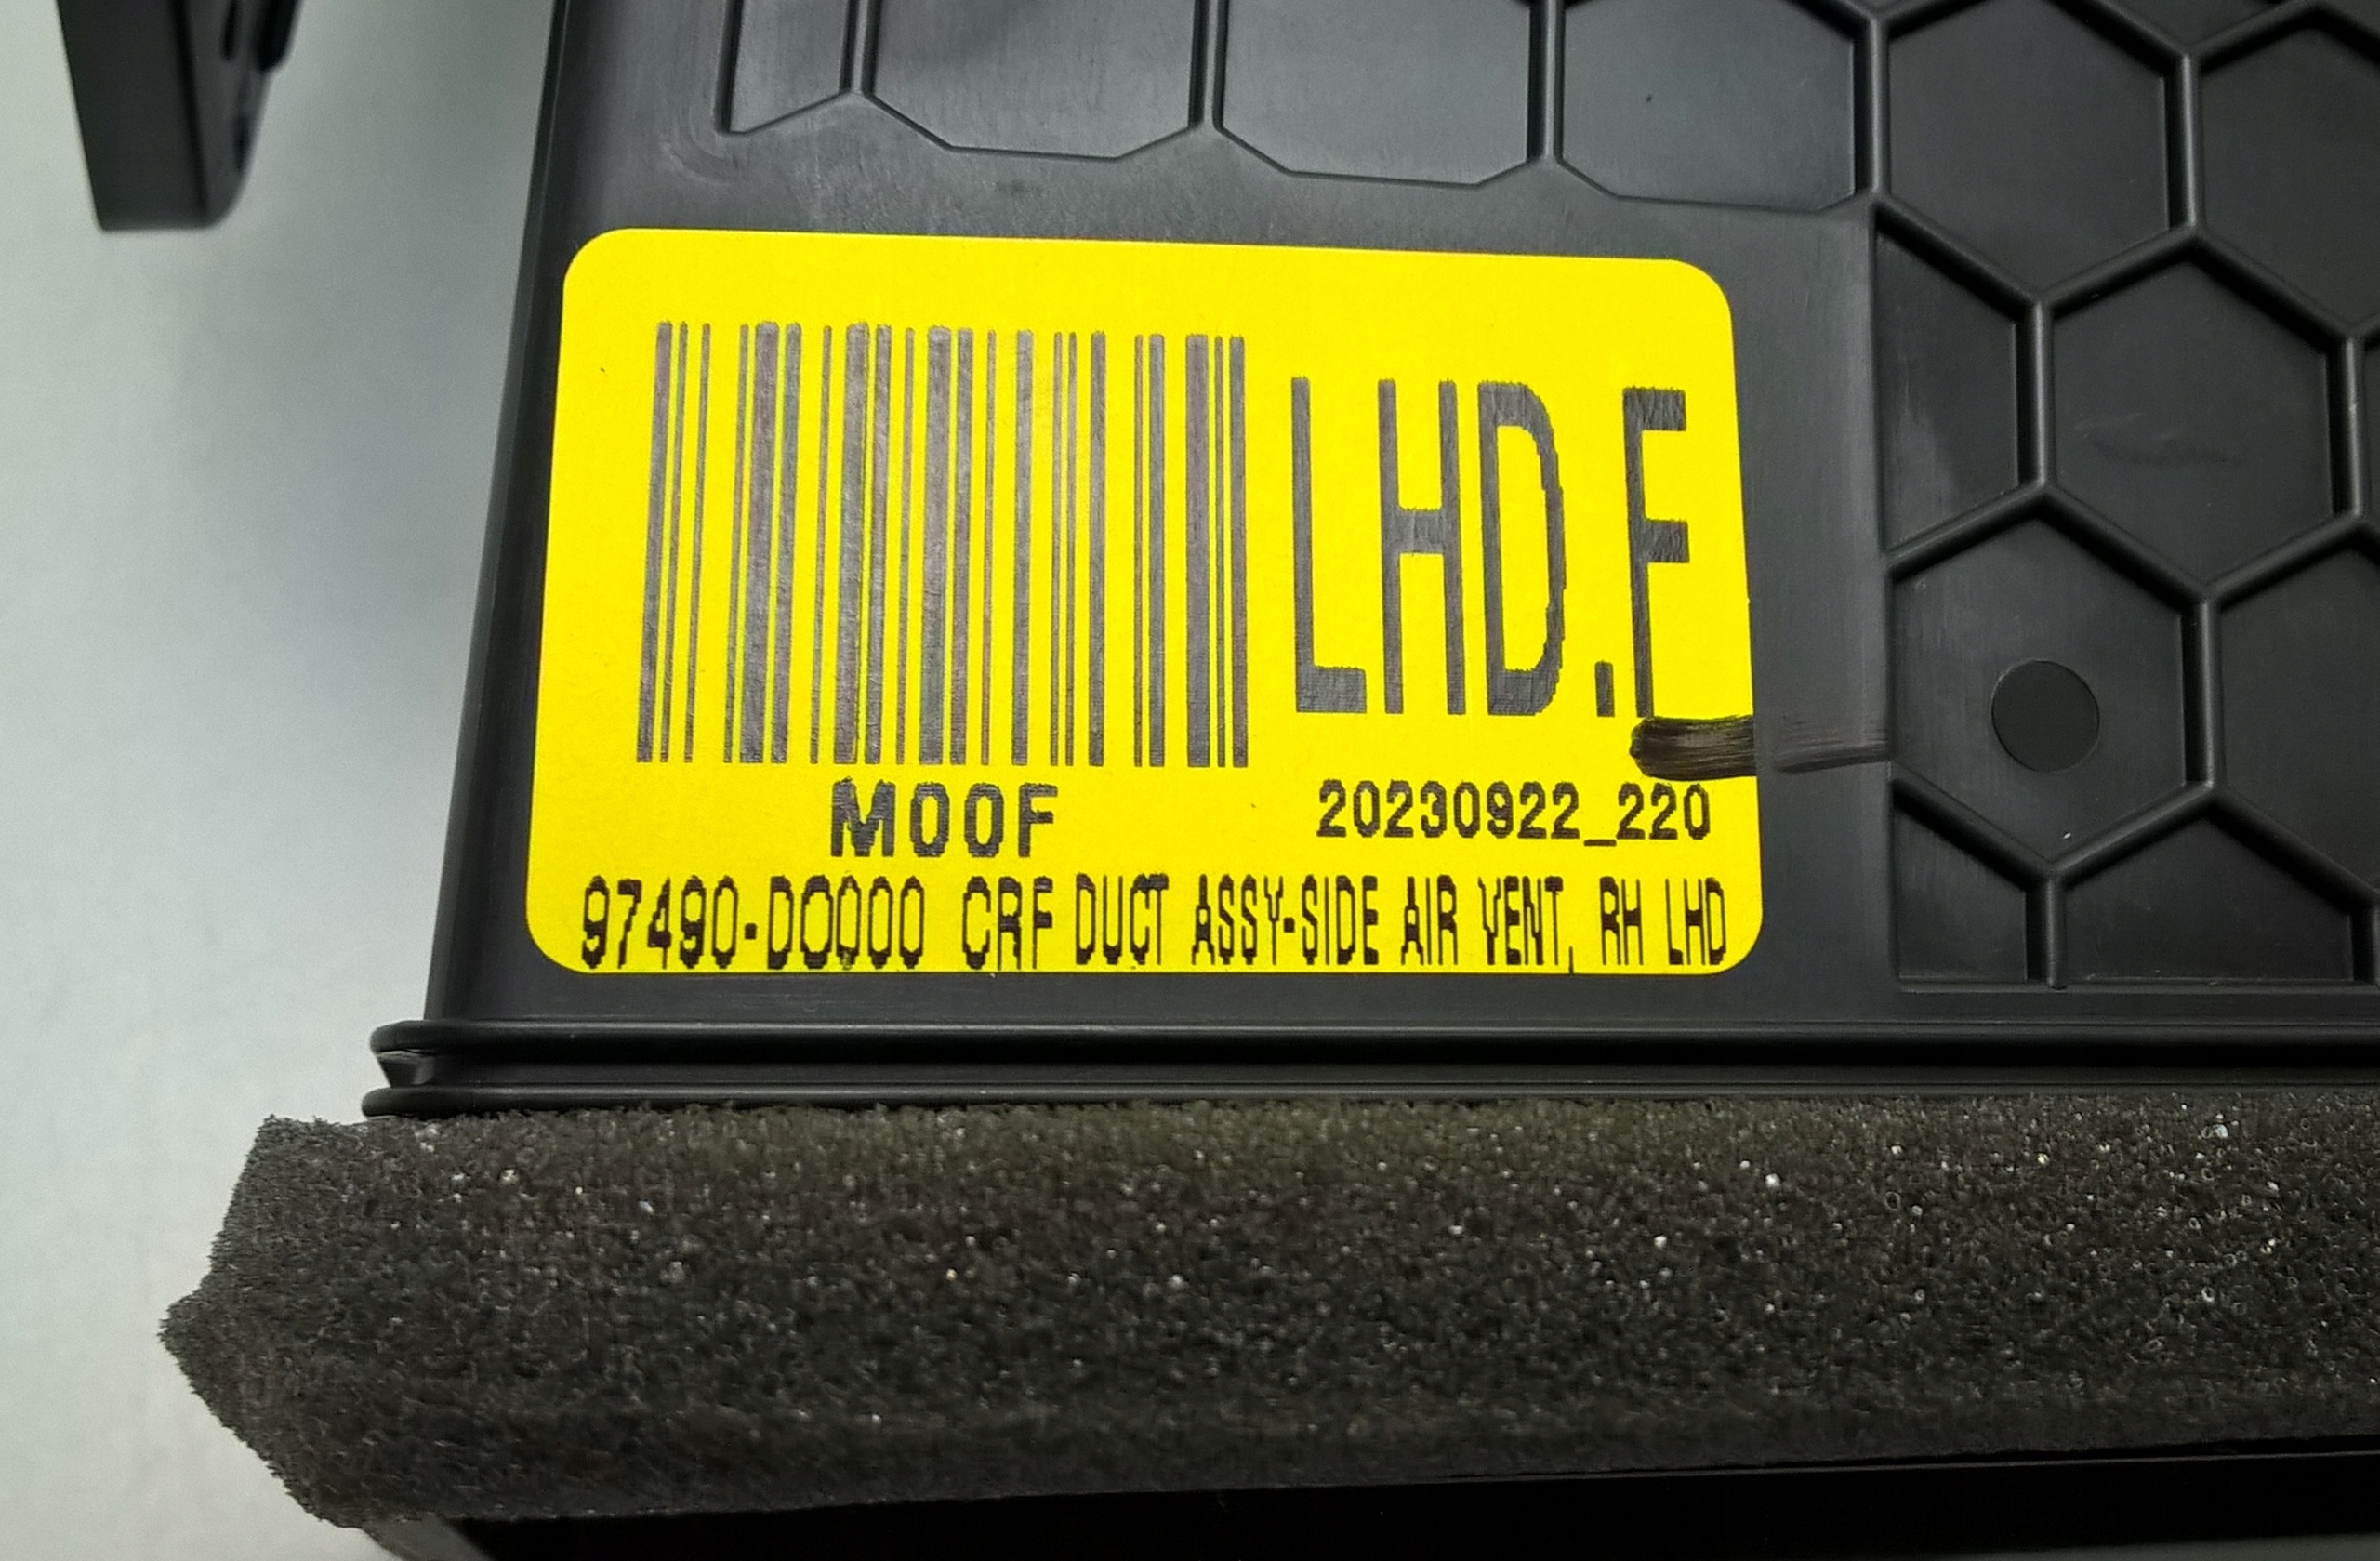 LHD.F
M00F
20230922_220
97490-DO000 CRF DUCT ASSY-SIDE AIR VENT, RH LHD